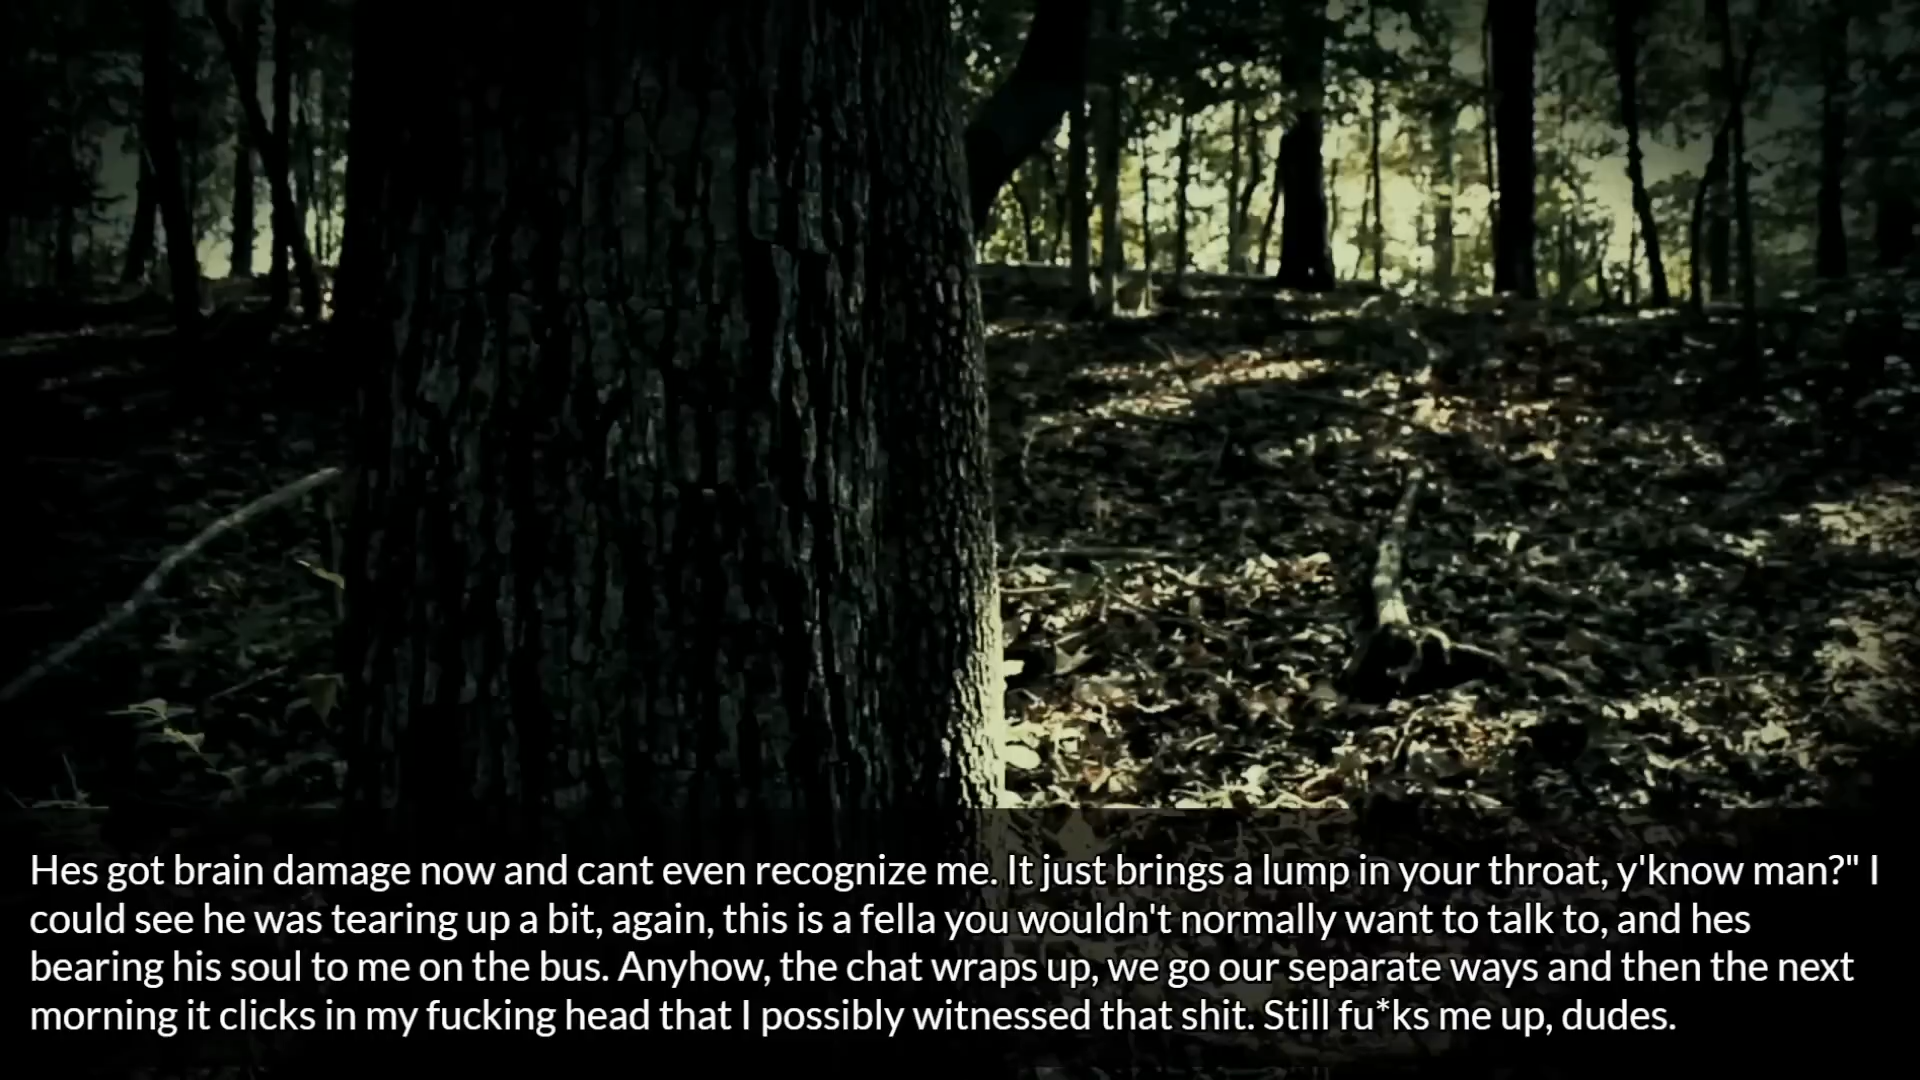 Hes got brain damage now and cant even recognize me. It just brings a lump in your throat, y'know man?" I
could see he was tearing up a bit, again, this is a fella you wouldn't normally want to talk to, and hes
bearing his soul to me on the bus. Anyhow, the chat wraps up, we go our separate ways and then the next
morning it clicks in my fucking head that I possibly witnessed that shit. Still fu*ks me up, dudes.